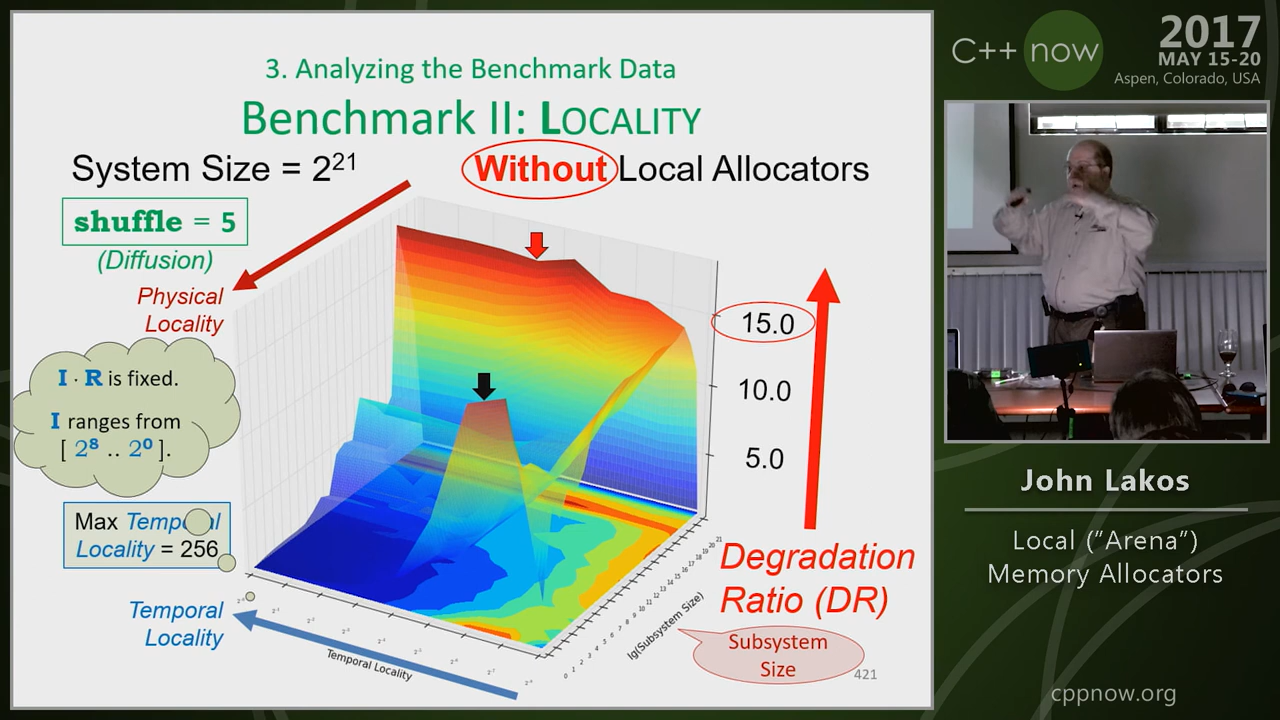 3. Analyzing the Benchmark Data
Benchmark II: LOCALITY
System Size = 2²¹
Without Local Allocators
shuffle = 5
(Diffusion)
Physical
Locality
I · R is fixed.
I ranges from
[ 2⁸ .. 2⁰ ].
Max Temporal
Locality = 256
Temporal
Locality
15.0
10.0
5.0
Degradation
Ratio (DR)
Temporal Locality
lg(Subsystem Size)
Subsystem
Size
421
C++ now
2017
MAY 15-20
Aspen, Colorado, USA
John Lakos
Local ("Arena")
Memory Allocators
cppnow.org